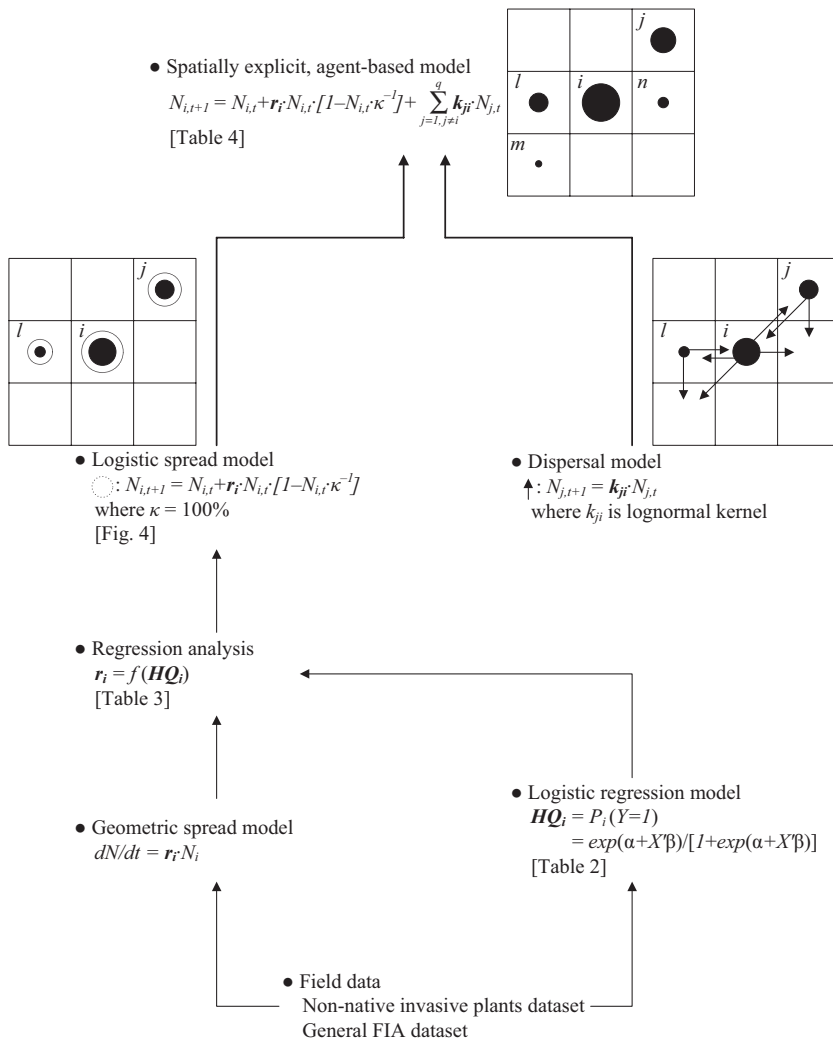 ● Spatially explicit, agent-based model
N_{i,t+1} = N_{i,t}+r_i·N_{i,t}·[1–N_{i,t}·κ^{–1}]+ \sum_{j=1, j≠i}^{q} k_{ji}·N_{j,t}
[Table 4]
j
l i n
m
j
l i
j
l i
● Logistic spread model
: N_{i,t+1} = N_{i,t}+r_i·N_{i,t}·[1–N_{i,t}·κ^{–1}]
where κ = 100%
[Fig. 4]
● Dispersal model
: N_{j,t+1} = k_{ji}·N_{j,t}
where k_{ji} is lognormal kernel
● Regression analysis
r_i = f (HQ_i)
[Table 3]
● Geometric spread model
dN/dt = r_i·N_i
● Logistic regression model
HQ_i = P_i (Y=1)
= exp(α+X'β)/[1+exp(α+X'β)]
[Table 2]
● Field data
Non-native invasive plants dataset
General FIA dataset